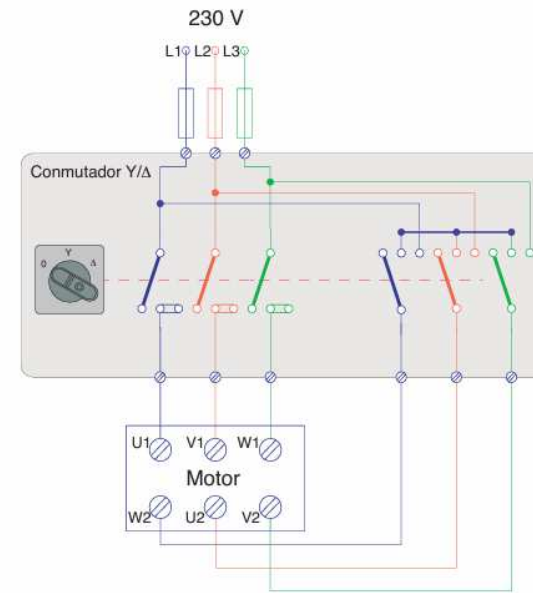 230 V
L1 L2 L3
Conmutador Y/Δ
0 Y Δ
U1 V1 W1
Motor
W2 U2 V2